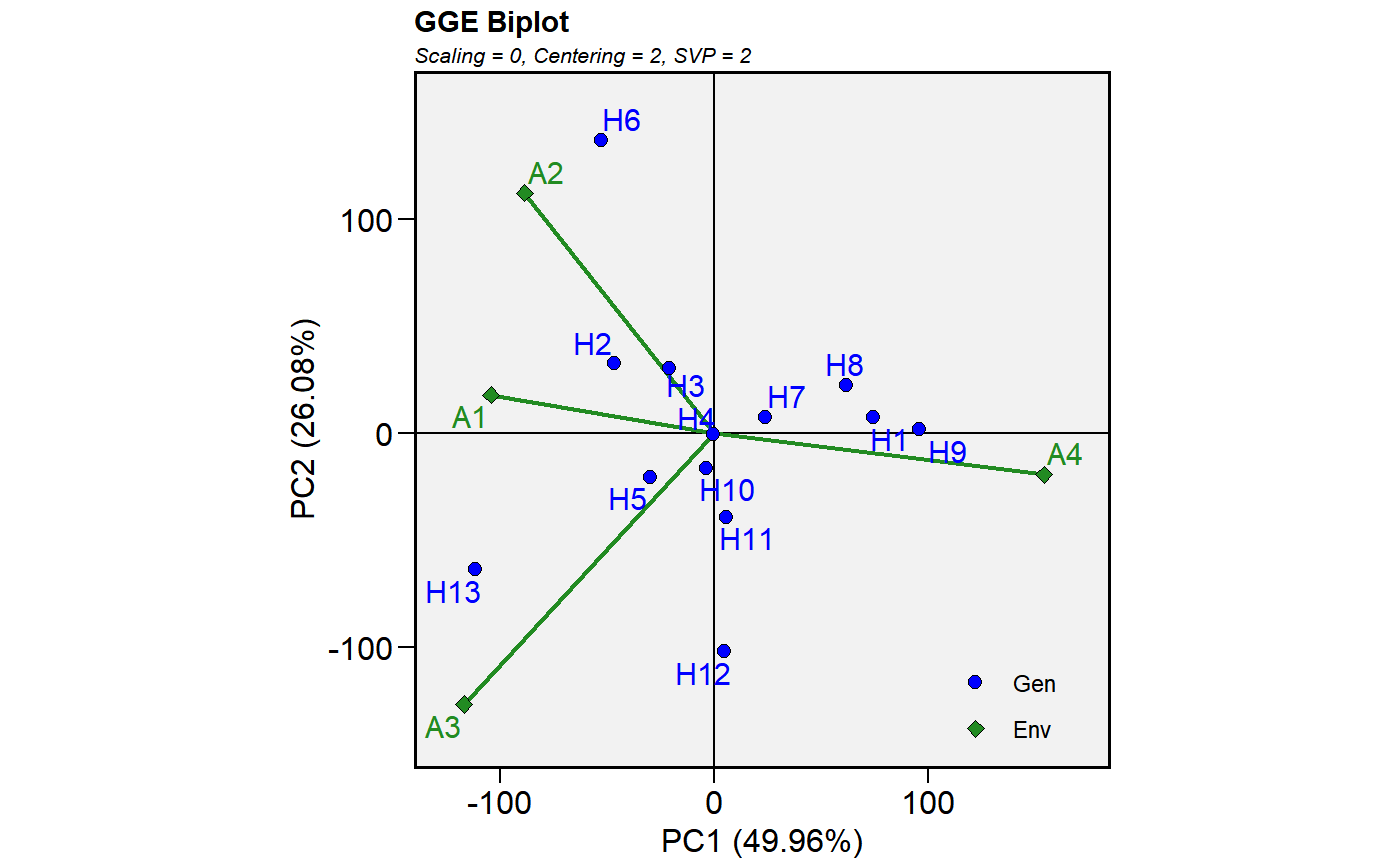 GGE Biplot
Scaling = 0, Centering = 2, SVP = 2
H6
A2
100
H2
H3
H8
H7
A1
H4
0
H1
H9
A4
H5
H10
H11
PC2 (26.08%)
H13
-100
H12
Gen
A3
Env
-100
0
100
PC1 (49.96%)